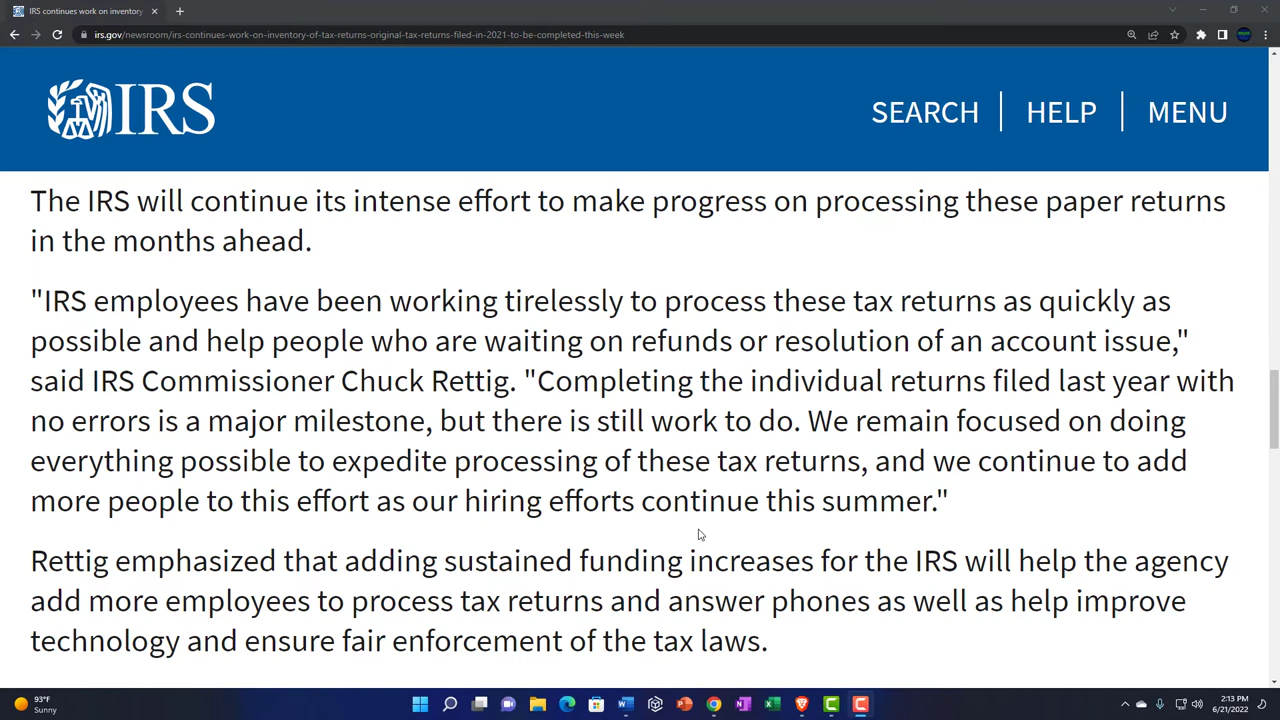 IRS continues work on inventory
irs.gov/newsroom/irs-continues-work-on-inventory-of-tax-returns-original-tax-returns-filed-in-2021-to-be-completed-this-week
IRS
SEARCH
HELP
MENU
The IRS will continue its intense effort to make progress on processing these paper returns
in the months ahead.
"IRS employees have been working tirelessly to process these tax returns as quickly as
possible and help people who are waiting on refunds or resolution of an account issue,"
said IRS Commissioner Chuck Rettig. "Completing the individual returns filed last year with
no errors is a major milestone, but there is still work to do. We remain focused on doing
everything possible to expedite processing of these tax returns, and we continue to add
more people to this effort as our hiring efforts continue this summer."
Rettig emphasized that adding sustained funding increases for the IRS will help the agency
add more employees to process tax returns and answer phones as well as help improve
technology and ensure fair enforcement of the tax laws.
93°F
Sunny
2:13 PM
6/21/2022